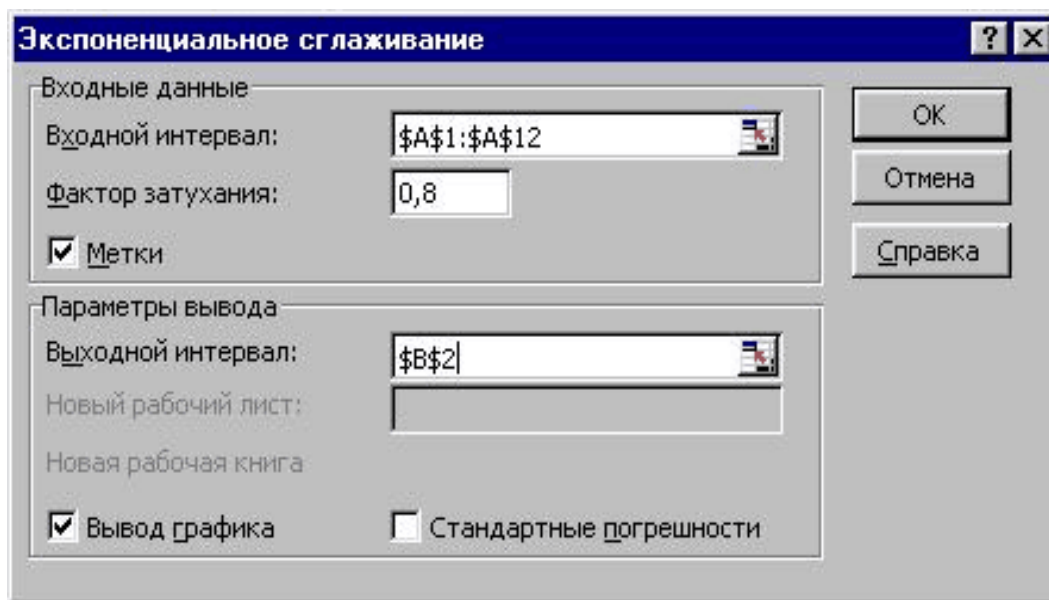 Экспоненциальное сглаживание
Входные данные
Входной интервал: $A$1:$A$12
Фактор затухания: 0,8
Метки
OK
Отмена
Справка
Параметры вывода
Выходной интервал: $B$2
Новый рабочий лист:
Новая рабочая книга
Вывод графика Стандартные погрешности